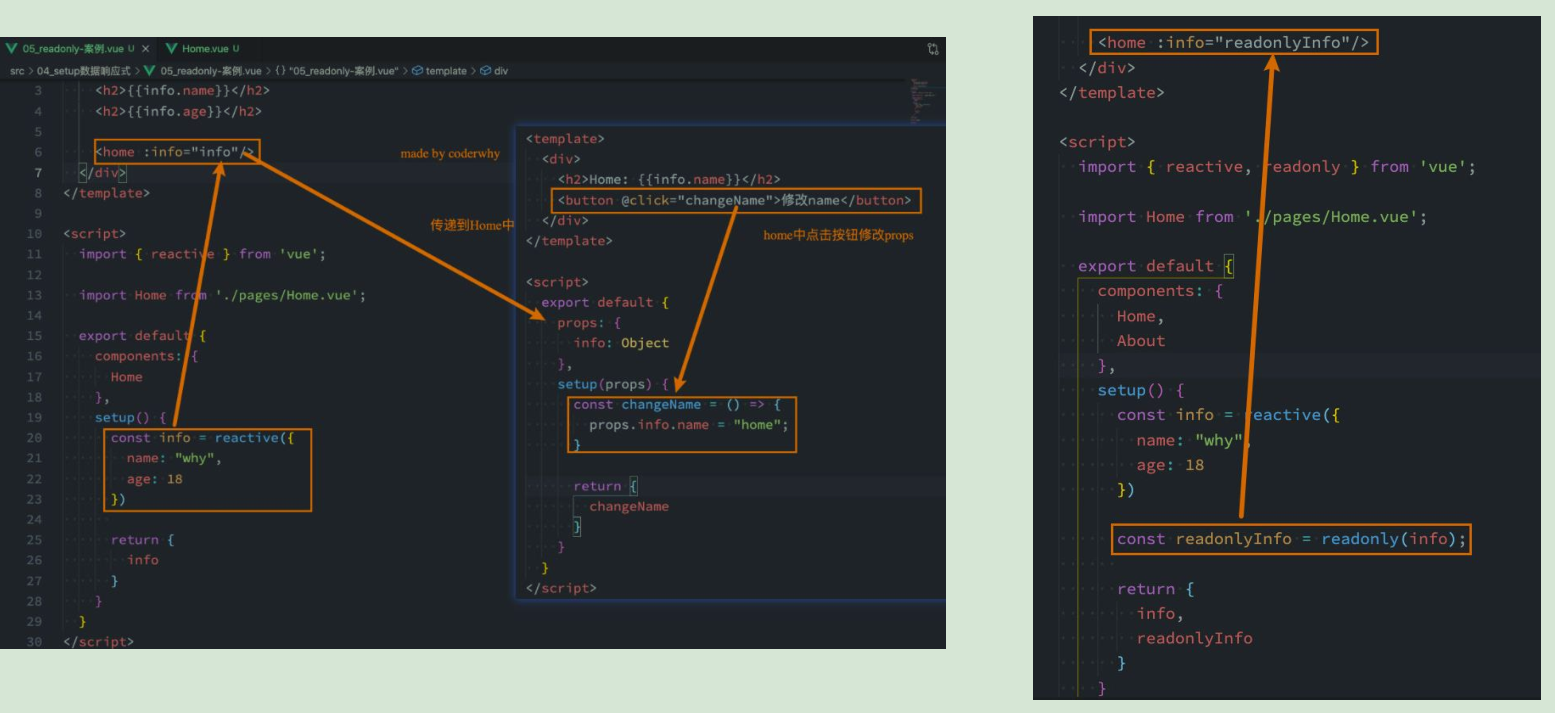 05_readonly-案例.vue U × Home.vue U
src > 04_setup数据响应式 > 05_readonly-案例.vue > {} "05_readonly-案例.vue" > template > div
3 <h2>{{info.name}}</h2>
4 <h2>{{info.age}}</h2>
5
6 <home :info="info"/>
7 </div>
8 </template>
9
10 <script>
11 import { reactive } from 'vue';
12
13 import Home from './pages/Home.vue';
14
15 export default {
16 components: {
17 Home
18 },
19 setup() {
20 const info = reactive({
21 name: "why",
22 age: 18
23 })
24
25 return {
26 info
27 }
28 }
29 }
30 </script>
made by coderwhy
传递到Home中
<template>
<div>
<h2>Home: {{info.name}}</h2>
<button @click="changeName">修改name</button>
</div>
home中点击按钮修改props
</template>
<script>
export default {
props: {
info: Object
},
setup(props) {
const changeName = () => {
props.info.name = "home";
}
return {
changeName
}
}
}
</script>
<home :info="readonlyInfo"/>
</div>
</template>
<script>
import { reactive, readonly } from 'vue';
import Home from './pages/Home.vue';
export default {
components: {
Home,
About
},
setup() {
const info = reactive({
name: "why",
age: 18
})
const readonlyInfo = readonly(info);
return {
info,
readonlyInfo
}
}